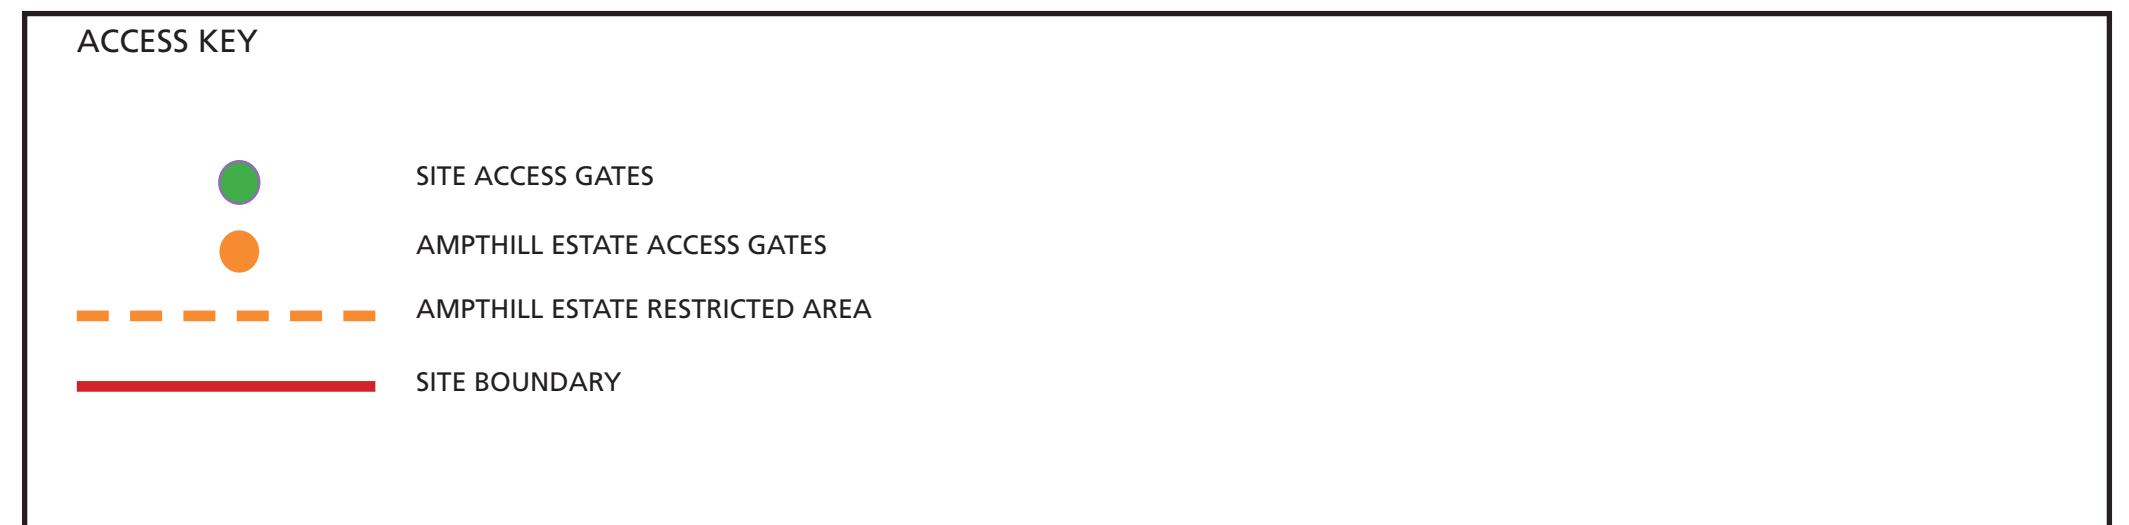 ACCESS KEY
SITE ACCESS GATES
AMPTHILL ESTATE ACCESS GATES
AMPTHILL ESTATE RESTRICTED AREA
SITE BOUNDARY